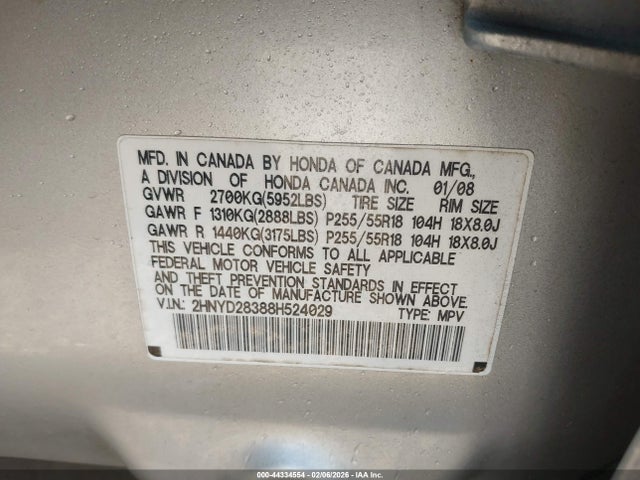 MFD. IN CANADA BY HONDA OF CANADA MFG.,
A DIVISION OF HONDA CANADA INC. 01/08
GVWR 2700KG(5952LBS) TIRE SIZE RIM SIZE
GAWR F 1310KG(2888LBS) P255/55R18 104H 18X8.0J
GAWR R 1440KG(3175LBS) P255/55R18 104H 18X8.0J
THIS VEHICLE CONFORMS TO ALL APPLICABLE
FEDERAL MOTOR VEHICLE SAFETY
AND THEFT PREVENTION STANDARDS IN EFFECT
ON THE DATE OF MANUFACTURE SHOWN ABOVE.
V.I.N.: 2HNYD28388H524029 TYPE: MPV
000-44334554 | 02/06/2026 - IAA Inc.